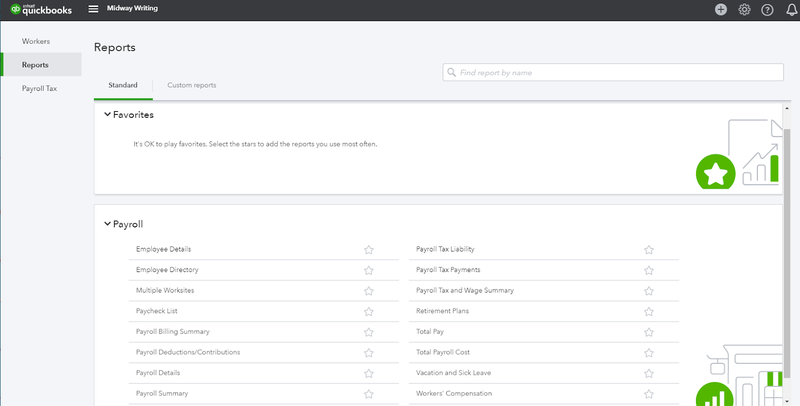 intuit
quickbooks
Midway Writing
Workers
Reports
Payroll Tax
Reports
Find report by name
Standard
Custom reports
Favorites
It's OK to play favorites. Select the stars to add the reports you use most often.
Payroll
Employee Details
Employee Directory
Multiple Worksites
Paycheck List
Payroll Billing Summary
Payroll Deductions/Contributions
Payroll Details
Payroll Summary
Payroll Tax Liability
Payroll Tax Payments
Payroll Tax and Wage Summary
Retirement Plans
Total Pay
Total Payroll Cost
Vacation and Sick Leave
Workers' Compensation